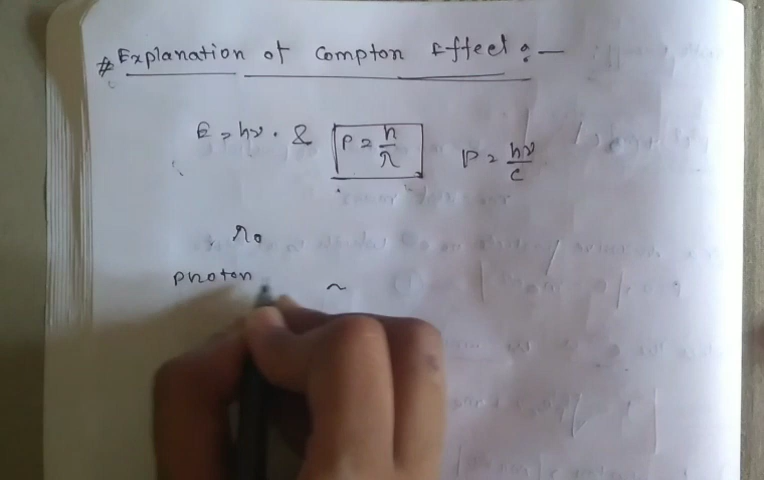 # Explanation of Compton Effect :-
E = hν . & P = h/λ P = hν/c
λ₀
Photon ~